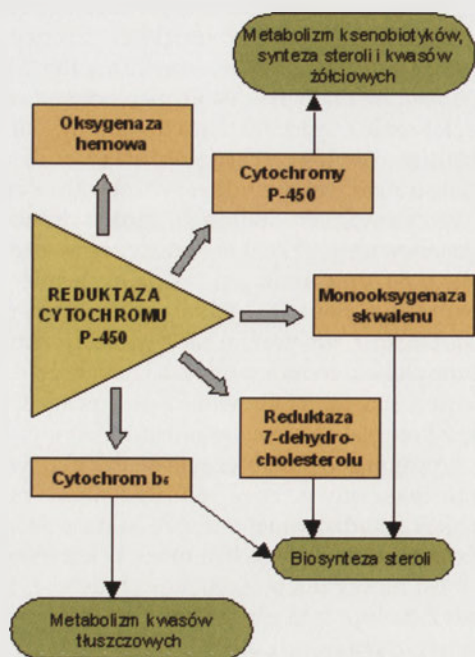 Metabolizm ksenobiotyków,
synteza steroli i kwasów
żółciowych
Oksygenaza
hemowa
Cytochromy
P-450
REDUKTAZA
CYTOCHROMU
P-450
Monooksygenaza
skwalenu
Reduktaza
7-dehydro-
cholesterolu
Cytochrom b₅
Biosynteza steroli
Metabolizm kwasów
tłuszczowych